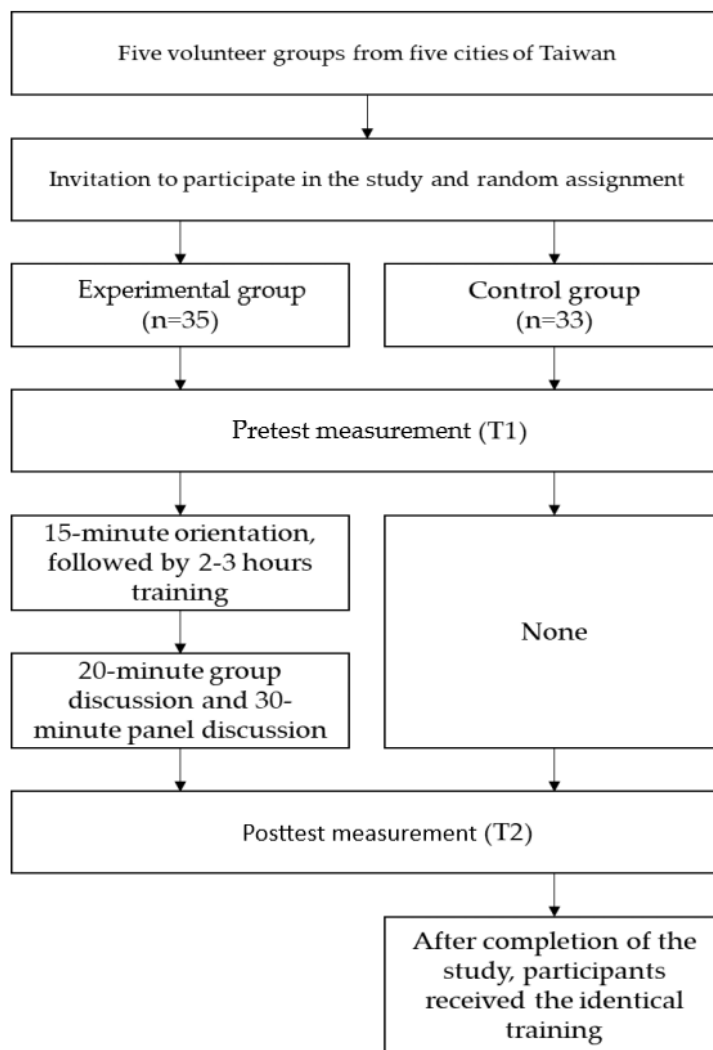 Five volunteer groups from five cities of Taiwan
Invitation to participate in the study and random assignment
Experimental group
(n=35)
Control group
(n=33)
Pretest measurement (T1)
15-minute orientation,
followed by 2-3 hours
training
None
20-minute group
discussion and 30-
minute panel discussion
Posttest measurement (T2)
After completion of the
study, participants
received the identical
training